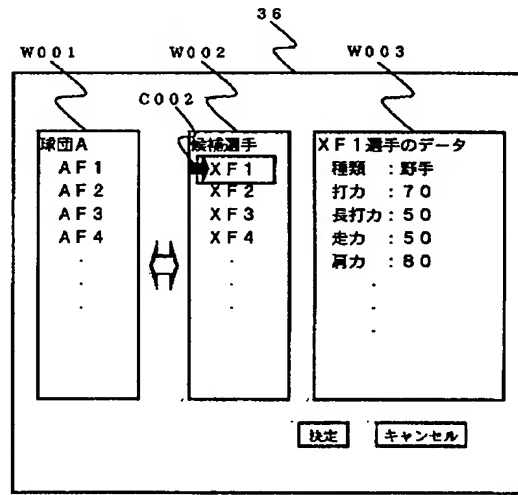 36
W001
W002
W003
C002
球団A
AF1
AF2
AF3
AF4
候補選手
XF1
XF2
XF3
XF4
XF1選手のデータ
種類 :野手
打力 :70
長打力:50
走力 :50
肩力 :80
決定
キャンセル